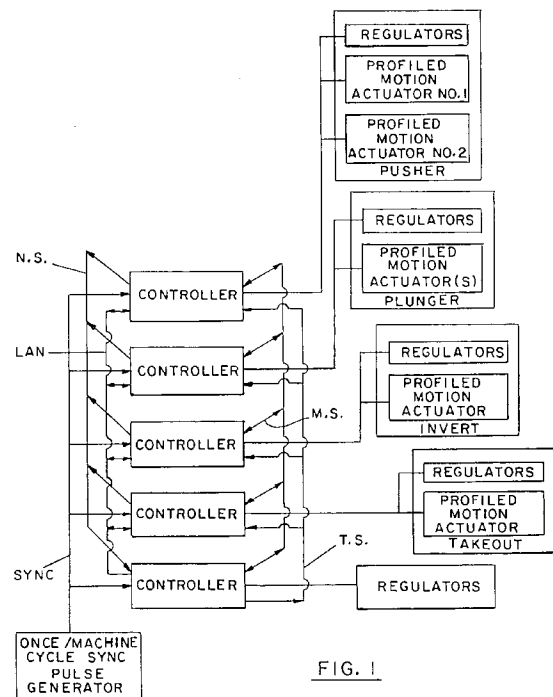 REGULATORS
PROFILED
MOTION
ACTUATOR NO.1
PROFILED
MOTION
ACTUATOR NO.2
PUSHER
REGULATORS
PROFILED
MOTION
ACTUATOR(S)
PLUNGER
N.S.
CONTROLLER
LAN
CONTROLLER
REGULATORS
PROFILED
MOTION
ACTUATOR
INVERT
M.S.
CONTROLLER
REGULATORS
PROFILED
MOTION
ACTUATOR
TAKEOUT
CONTROLLER
T.S.
SYNC
CONTROLLER
REGULATORS
ONCE/MACHINE
CYCLE SYNC
PULSE
GENERATOR
FIG. 1